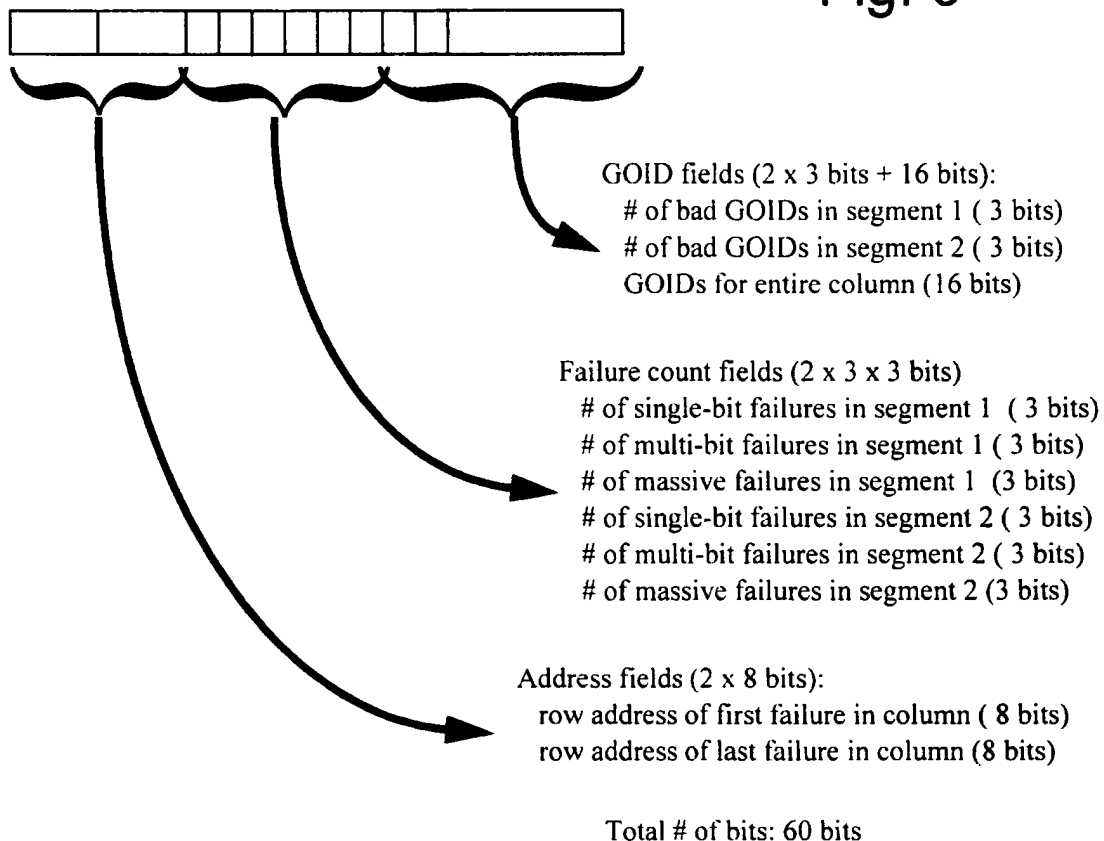 GOID fields (2 x 3 bits + 16 bits):
# of bad GOIDs in segment 1 ( 3 bits)
# of bad GOIDs in segment 2 ( 3 bits)
GOIDs for entire column (16 bits)
Failure count fields (2 x 3 x 3 bits)
# of single-bit failures in segment 1 ( 3 bits)
# of multi-bit failures in segment 1 ( 3 bits)
# of massive failures in segment 1 (3 bits)
# of single-bit failures in segment 2 ( 3 bits)
# of multi-bit failures in segment 2 ( 3 bits)
# of massive failures in segment 2 (3 bits)
Address fields (2 x 8 bits):
row address of first failure in column ( 8 bits)
row address of last failure in column (8 bits)
Total # of bits: 60 bits